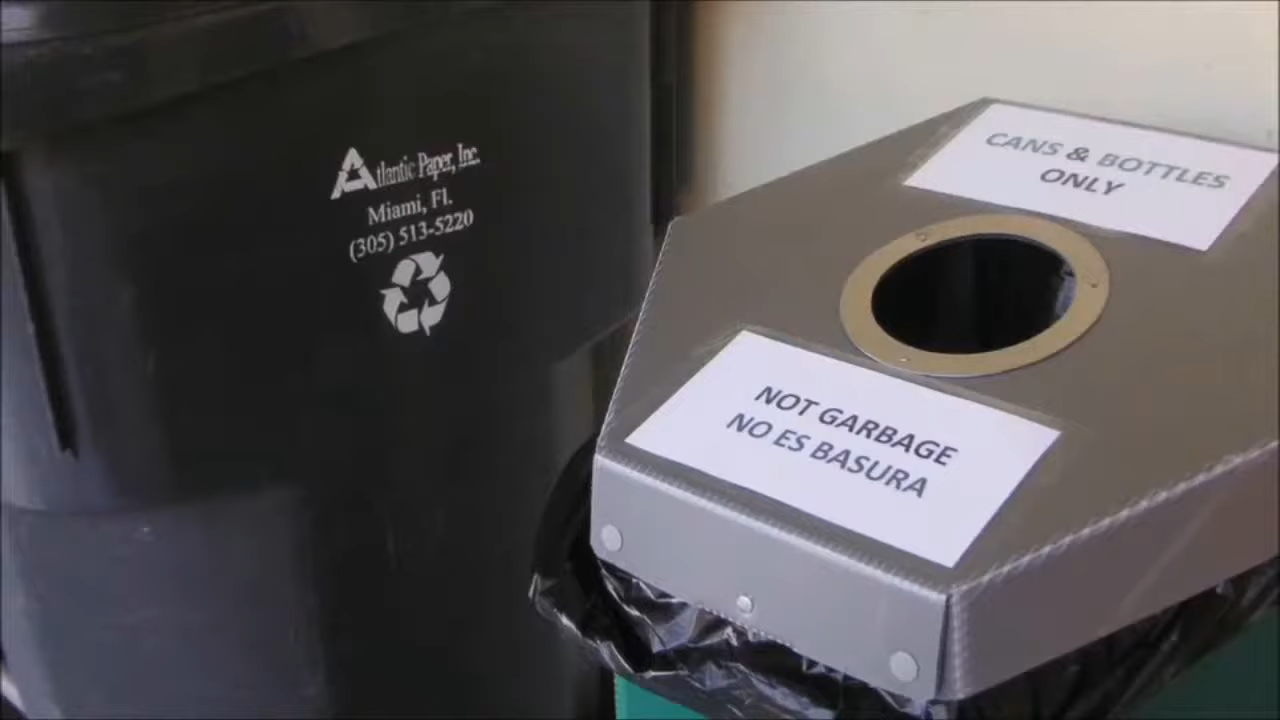 Atlantic Paper, Inc.
Miami, Fl.
(305) 513-5220
CANS & BOTTLES
ONLY
NOT GARBAGE
NO ES BASURA